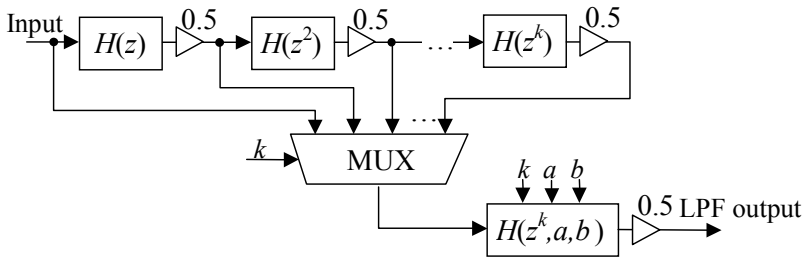 Input
H(z)
0.5
H(z²)
0.5
...
H(zᵏ)
0.5
...
k
MUX
k a b
H(zᵏ,a,b)
0.5
LPF output